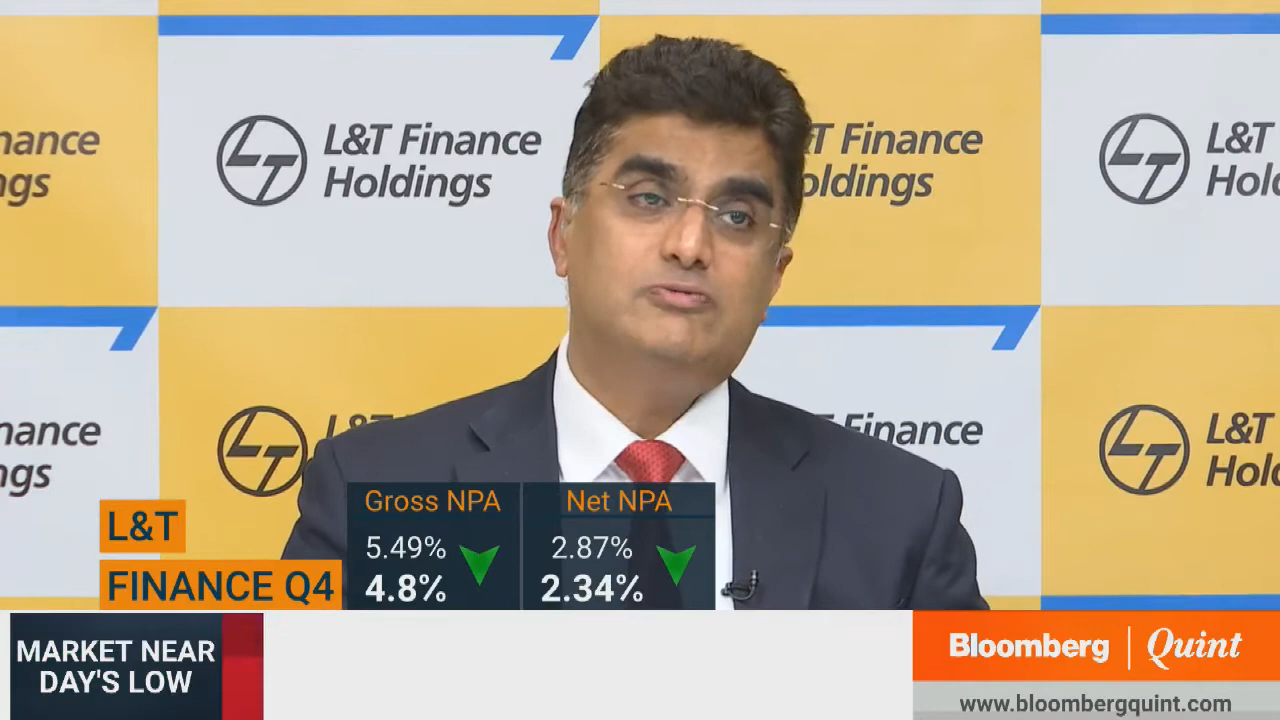 nance
ngs
L&T Finance
Holdings
T Finance
oldings
L&T
Hol
nance
ngs
L&T
Finance
L&T
Hol
L&T
FINANCE Q4
Gross NPA
5.49%
4.8%
Net NPA
2.87%
2.34%
MARKET NEAR
DAY'S LOW
Bloomberg | Quint
www.bloombergquint.com